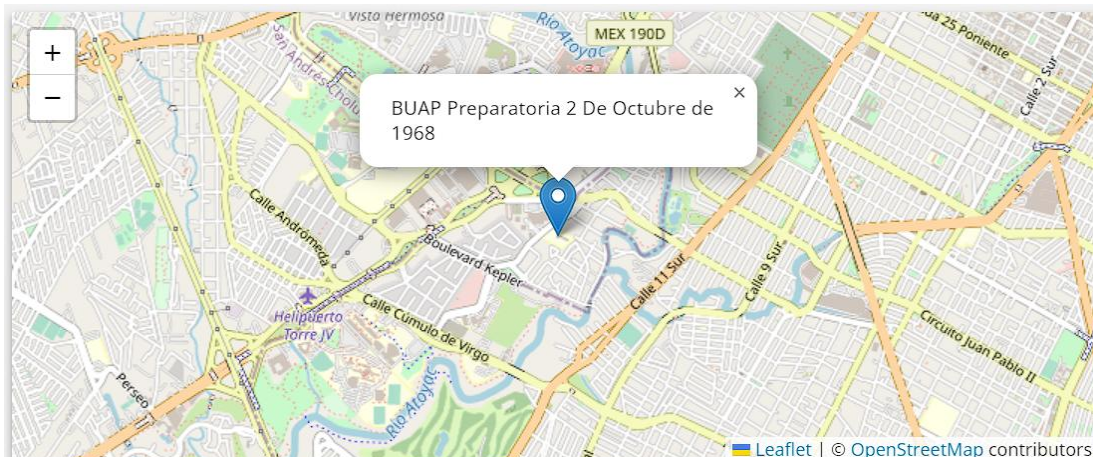 Vista Hermosa
+
−
San Andrés Cholu
Río Atoyac
MEX 190D
da 25 Poniente
Calle 2 Sur
×
BUAP Preparatoria 2 De Octubre de
1968
Calle Andrómeda
Boulevard Kepler
Calle 11 Sur
Calle 9 Sur
Helipuerto
Torre JV
Calle Cúmulo de Virgo
Circuito Juan Pablo II
Perseo
Río Atoyac
Leaflet | © OpenStreetMap contributors